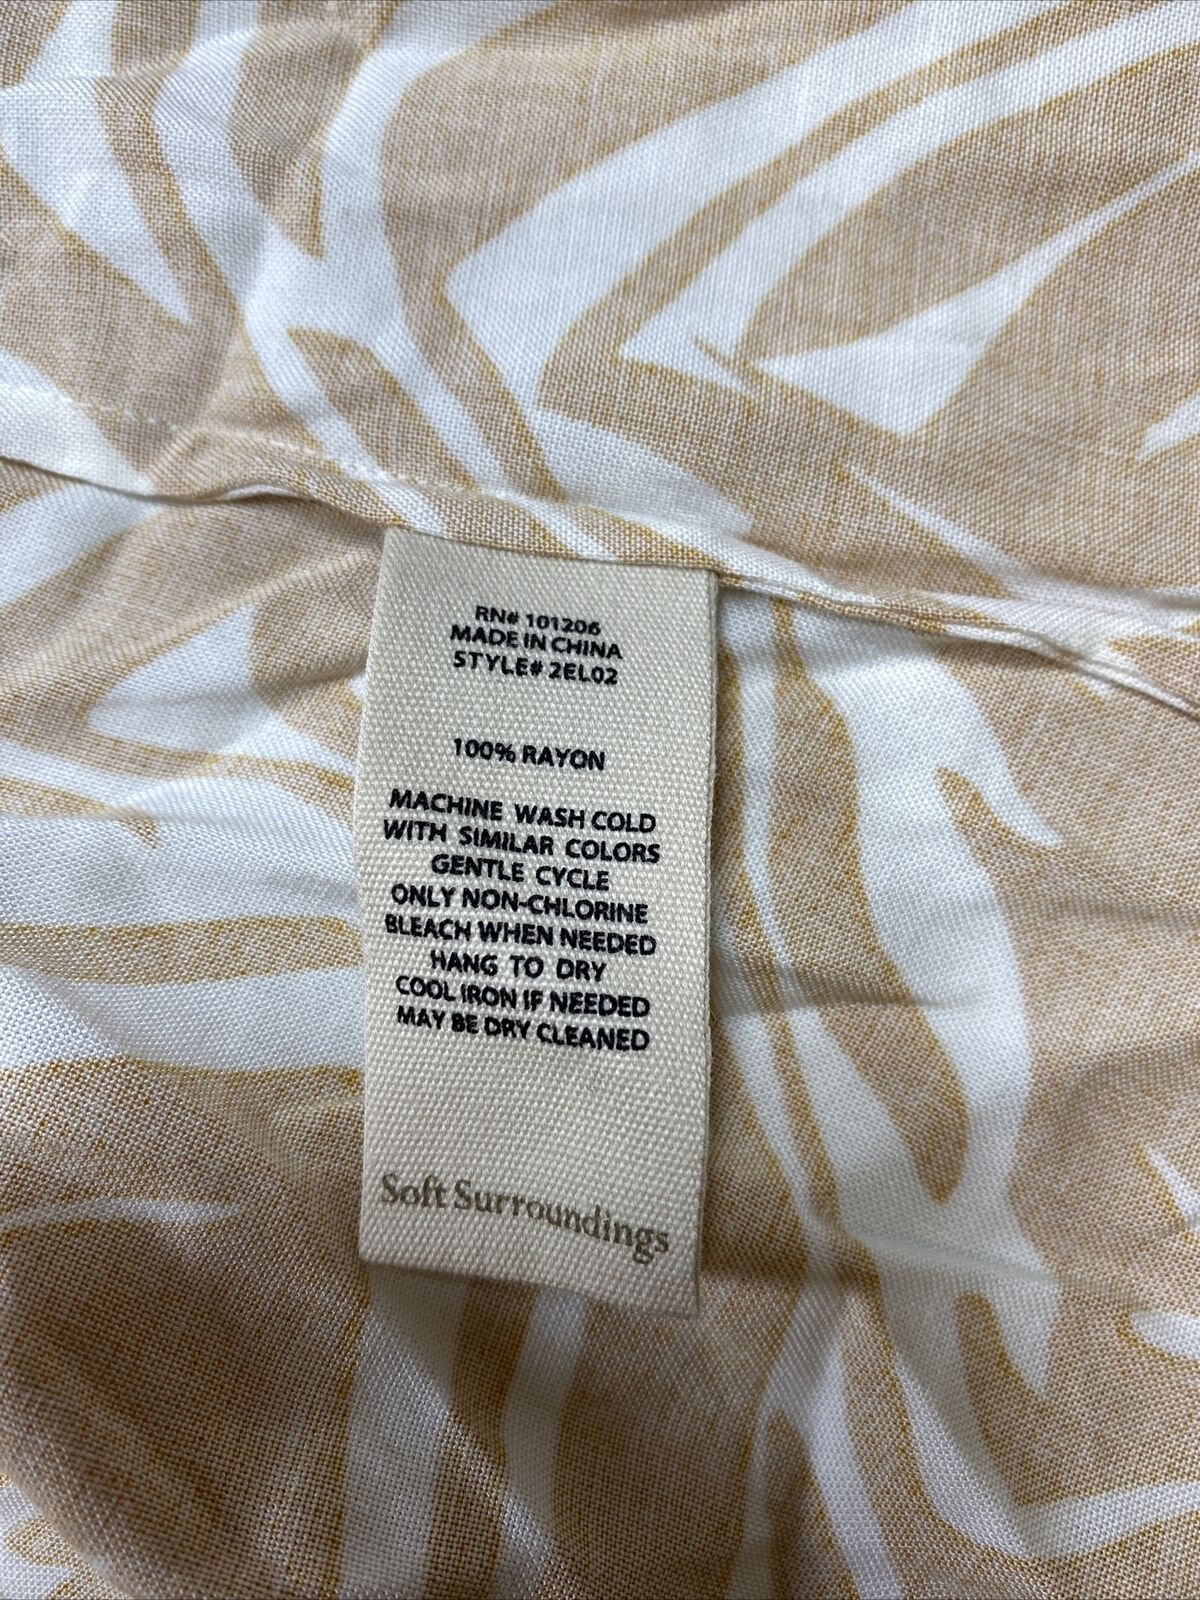 RN# 101206
MADE IN CHINA
STYLE# 2EL02
100% RAYON
MACHINE WASH COLD
WITH SIMILAR COLORS
GENTLE CYCLE
ONLY NON-CHLORINE
BLEACH WHEN NEEDED
HANG TO DRY
COOL IRON IF NEEDED
MAY BE DRY CLEANED
Soft Surroundings